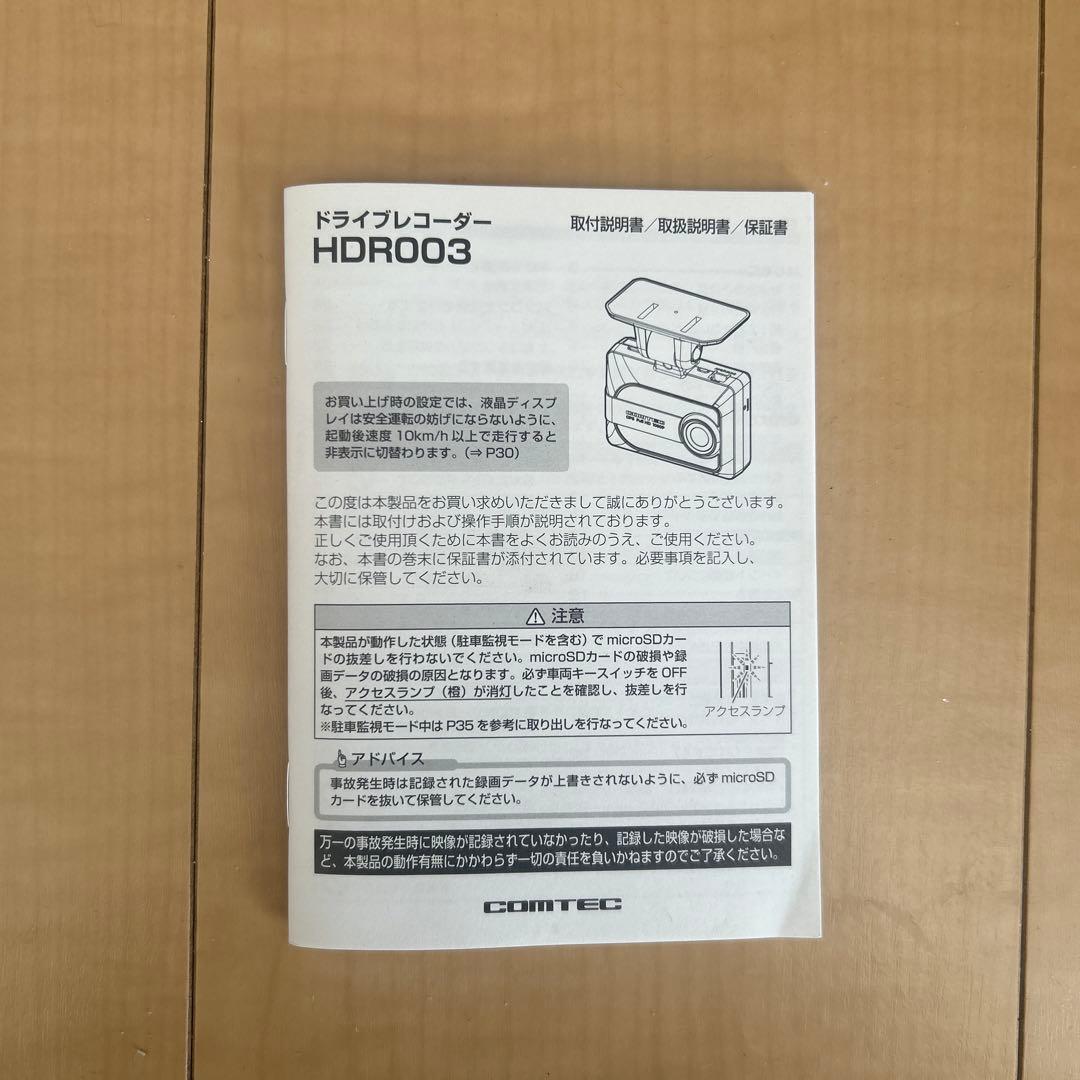 ドライブレコーダー
HDR003
取付説明書／取扱説明書／保証書
お買い上げ時の設定では、液晶ディスプ
レイは安全運転の妨げにならないように、
起動後速度 10km/h 以上で走行すると
非表示に切替わります。(⇒ P30)
COMTEC
GPS Full HD 1080P
この度は本製品をお買い求めいただきまして誠にありがとうございます。
本書には取付けおよび操作手順が説明されております。
正しくご使用頂くために本書をよくお読みのうえ、ご使用ください。
なお、本書の巻末に保証書が添付されています。必要事項を記入し、
大切に保管してください。
注意
本製品が動作した状態（駐車監視モードを含む）で microSDカー
ドの抜差しを行わないでください。microSDカードの破損や録
画データの破損の原因となります。必ず車両キースイッチを OFF
後、アクセスランプ（橙）が消灯したことを確認し、抜差しを行
なってください。
※駐車監視モード中は P35 を参考に取り出しを行なってください。
アクセスランプ
アドバイス
事故発生時は記録された録画データが上書きされないように、必ず microSD
カードを抜いて保管してください。
万一の事故発生時に映像が記録されていなかったり、記録した映像が破損した場合な
ど、本製品の動作有無にかかわらず一切の責任を負いかねますのでご了承ください。
COMTEC